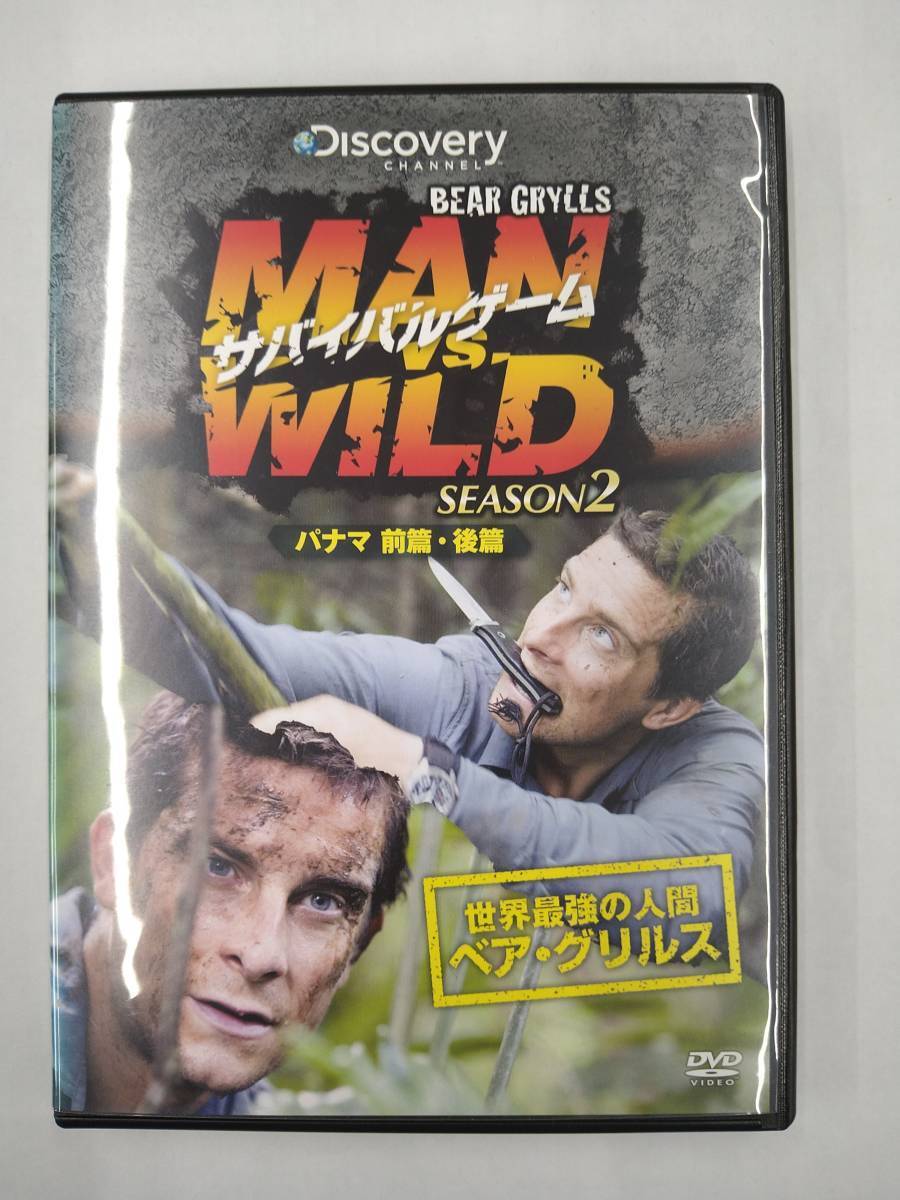 Discovery
CHANNEL
BEAR GRYLLS
MAN
サバイバルゲーム
VS.
WILD
SEASON2
パナマ 前篇・後篇
世界最強の人間
ベア・グリルス
DVD
VIDEO